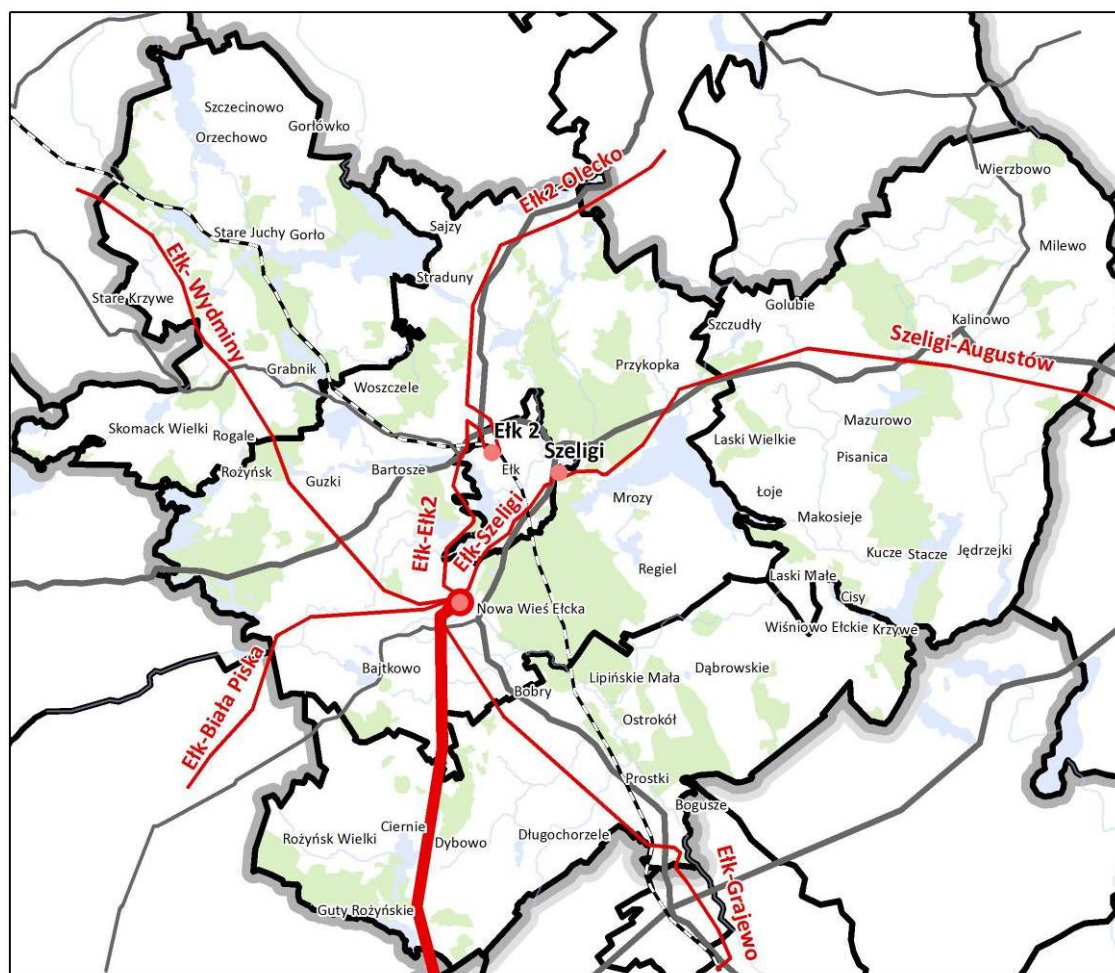 Szczecinowo
Orzechowo
Gorłówko
Wierzbowo
Ełk2-Olecko
Sajzy
Stare Juchy
Gorło
Milewo
Straduny
Ełk- Wydminy
Stare Krzywe
Golubie
Szczudły
Kalinowo
Szeligi-Augustów
Przykopka
Grabnik
Woszczele
Skomack Wielki
Rogale
Ełk 2
Mazurowo
Laski Wielkie
Szeligi
Pisanica
Rożyńsk
Bartosze
Ełk
Guzki
Mrozy
Łoje
Makosieje
Ełk-Ełk2
Ełk-Szeligi
Kucze
Stacze
Jędrzejki
Regiel
Laski Małe
Cisy
Nowa Wieś Ełcka
Wiśniowo Ełckie
Krzywe
Bajtkowo
Dąbrowskie
Lipińskie Mała
Bobry
Ełk-Biała Piska
Ostrokół
Prostki
Bogusze
Ciernie
Rożyńsk Wielki
Dybowo
Długochorzele
Ełk-Grajewo
Guty Rożyńskie